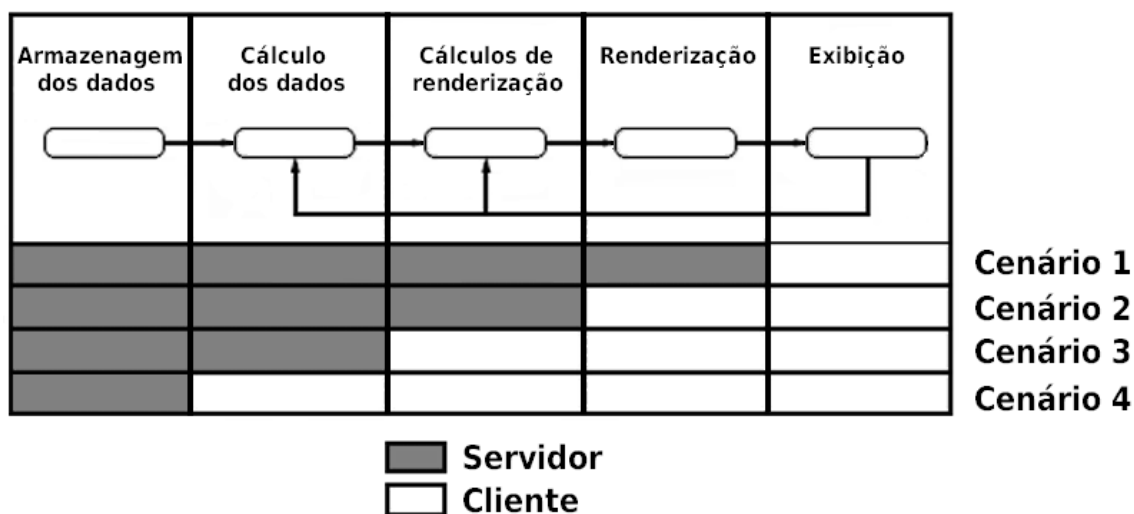 Armazenagem
dos dados
Cálculo
dos dados
Cálculos de
renderização
Renderização
Exibição
Cenário 1
Cenário 2
Cenário 3
Cenário 4
Servidor
Cliente